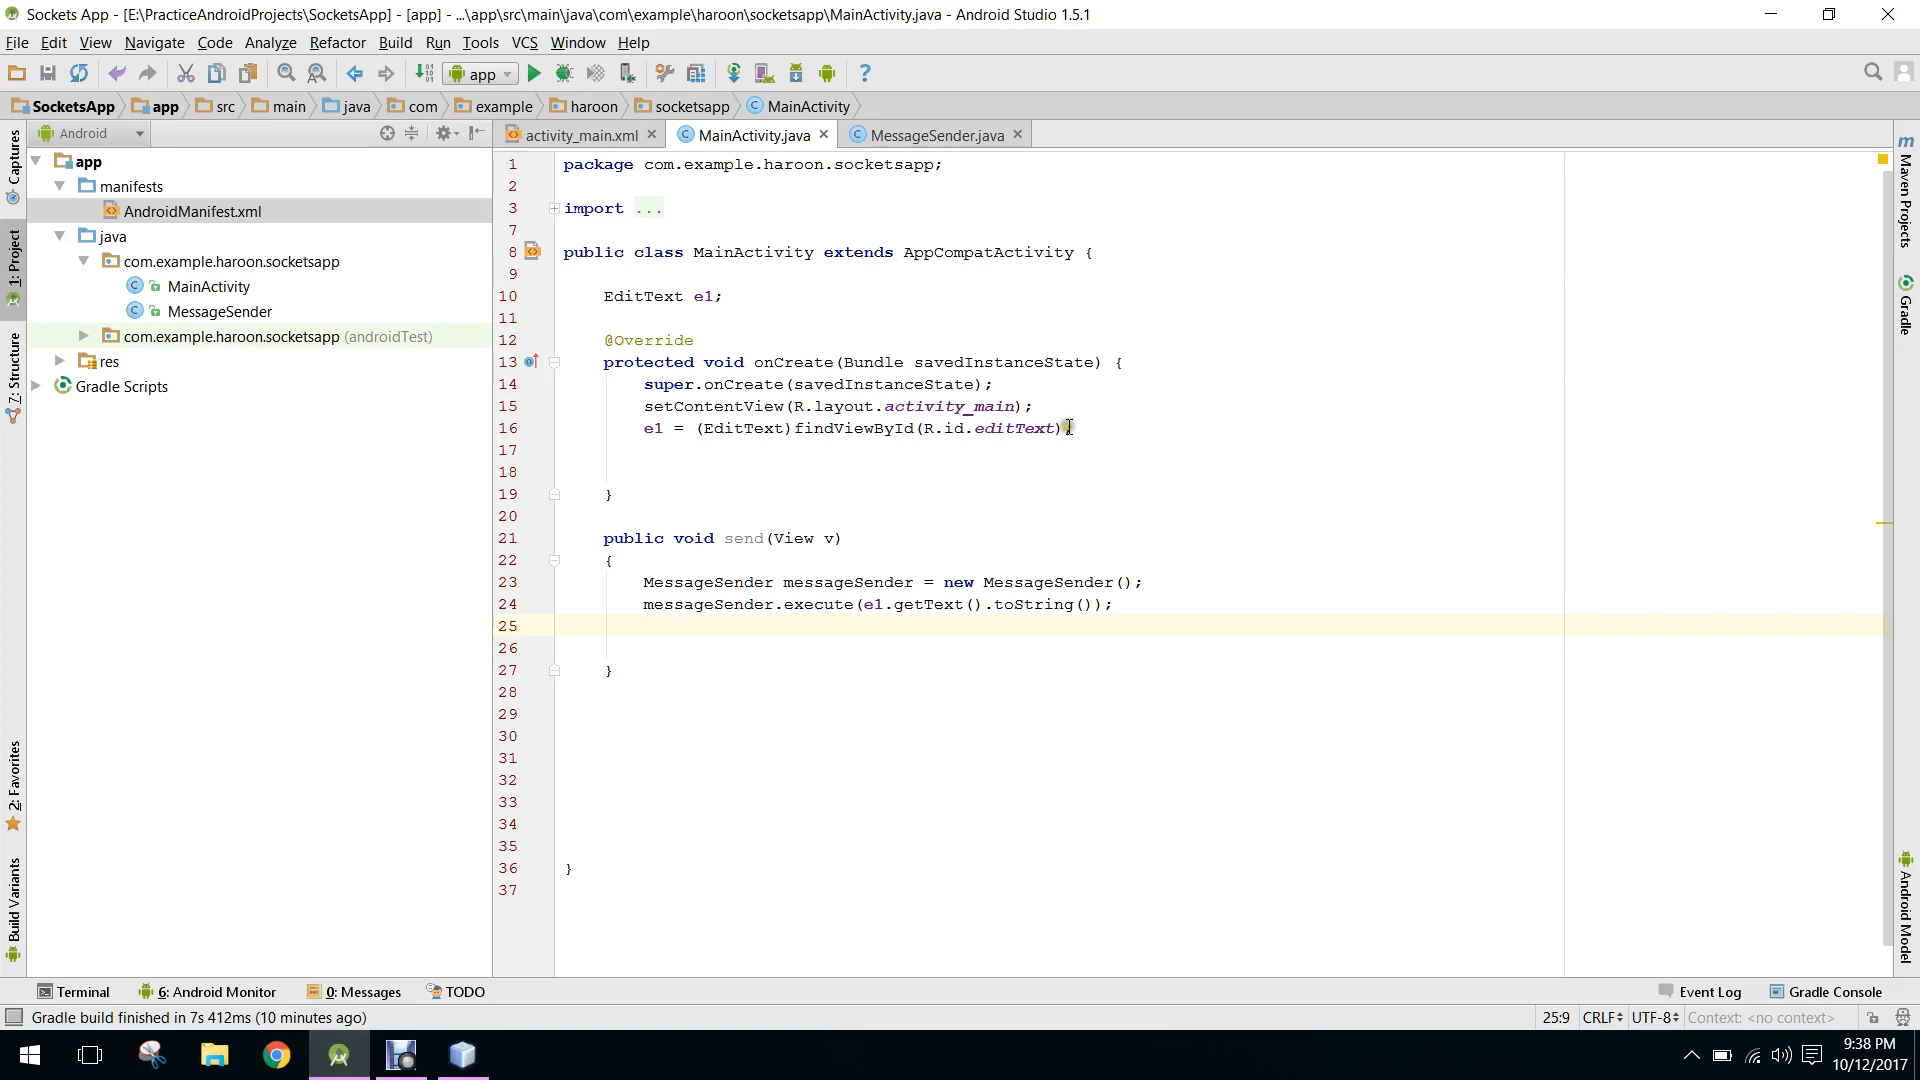 Sockets App - [E:\PracticeAndroidProjects\SocketsApp] - [app] - ...\app\src\main\java\com\example\haroon\socketsapp\MainActivity.java - Android Studio 1.5.1
File Edit View Navigate Code Analyze Refactor Build Run Tools VCS Window Help
app
SocketsApp app src main java com example haroon socketsapp MainActivity
Android
activity_main.xml MainActivity.java MessageSender.java
Captures
1: Project
7: Structure
2: Favorites
Build Variants
app
manifests
AndroidManifest.xml
java
com.example.haroon.socketsapp
MainActivity
MessageSender
com.example.haroon.socketsapp (androidTest)
res
Gradle Scripts
1 package com.example.haroon.socketsapp;
2
3 import ...
7
8 public class MainActivity extends AppCompatActivity {
9
10 EditText e1;
11
12 @Override
13 protected void onCreate(Bundle savedInstanceState) {
14 super.onCreate(savedInstanceState);
15 setContentView(R.layout.activity_main);
16 e1 = (EditText)findViewById(R.id.editText)
17
18
19 }
20
21 public void send(View v)
22 {
23 MessageSender messageSender = new MessageSender();
24 messageSender.execute(e1.getText().toString());
25
26
27 }
28
29
30
31
32
33
34
35
36 }
37
m Maven Projects
Gradle
Android Model
Terminal 6: Android Monitor 0: Messages TODO Event Log Gradle Console
Gradle build finished in 7s 412ms (10 minutes ago) 25:9 CRLF UTF-8 Context: <no context>
9:38 PM
10/12/2017